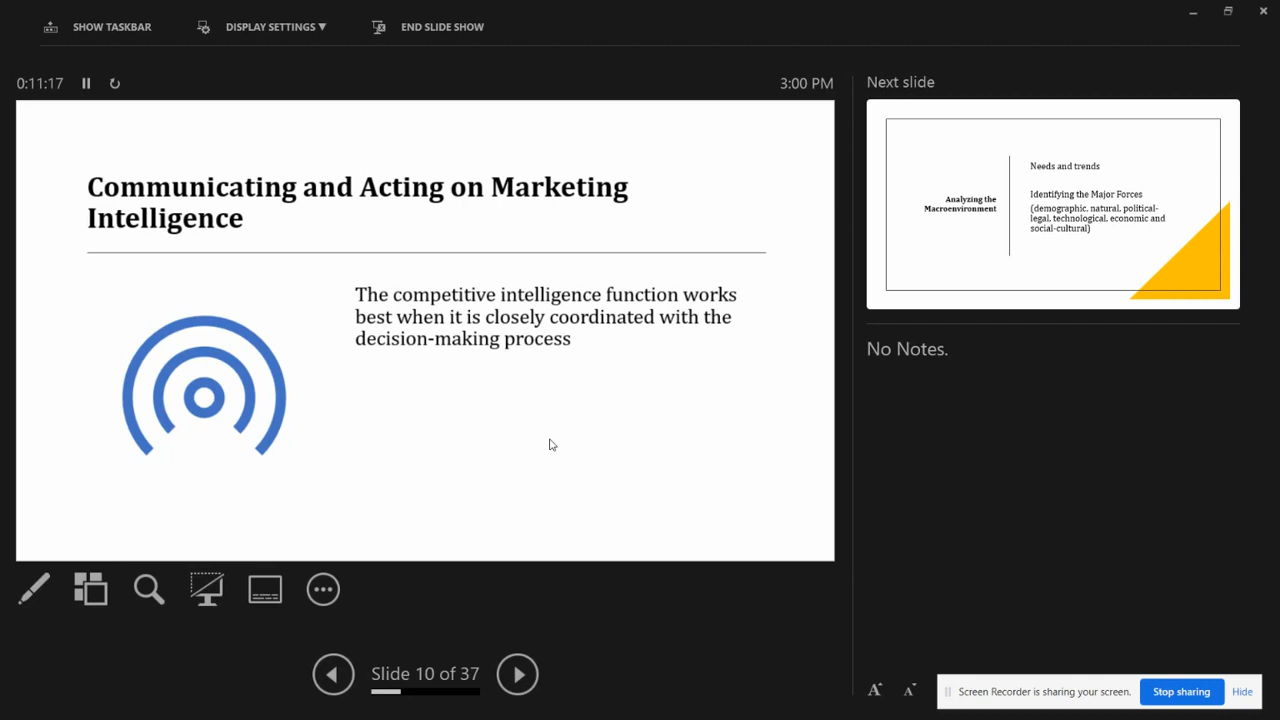 SHOW TASKBAR
DISPLAY SETTINGS ▼
END SLIDE SHOW
0:11:17
3:00 PM
Communicating and Acting on Marketing
Intelligence
The competitive intelligence function works
best when it is closely coordinated with the
decision-making process
Slide 10 of 37
Next slide
Analyzing the
Macroenvironment
Needs and trends
Identifying the Major Forces
(demographic, natural, political-
legal, technological, economic and
social-cultural)
No Notes.
A A
Screen Recorder is sharing your screen.
Stop sharing
Hide